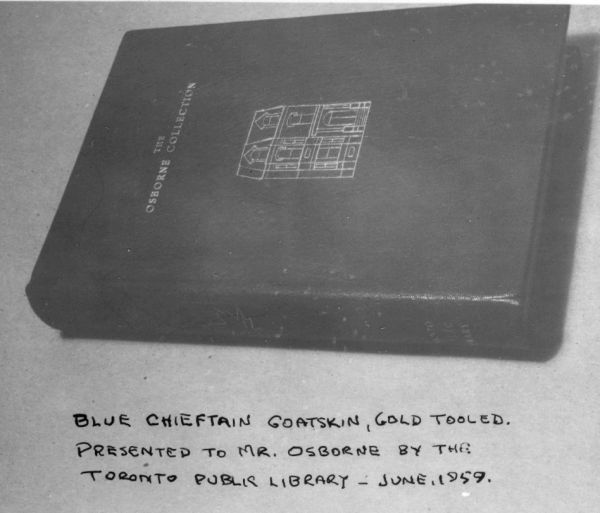 THE
OSBORNE COLLECTION
BLUE CHIEFTAIN GOATSKIN, GOLD TOOLED.
PRESENTED TO MR. OSBORNE BY THE
TORONTO PUBLIC LIBRARY – JUNE, 1959.